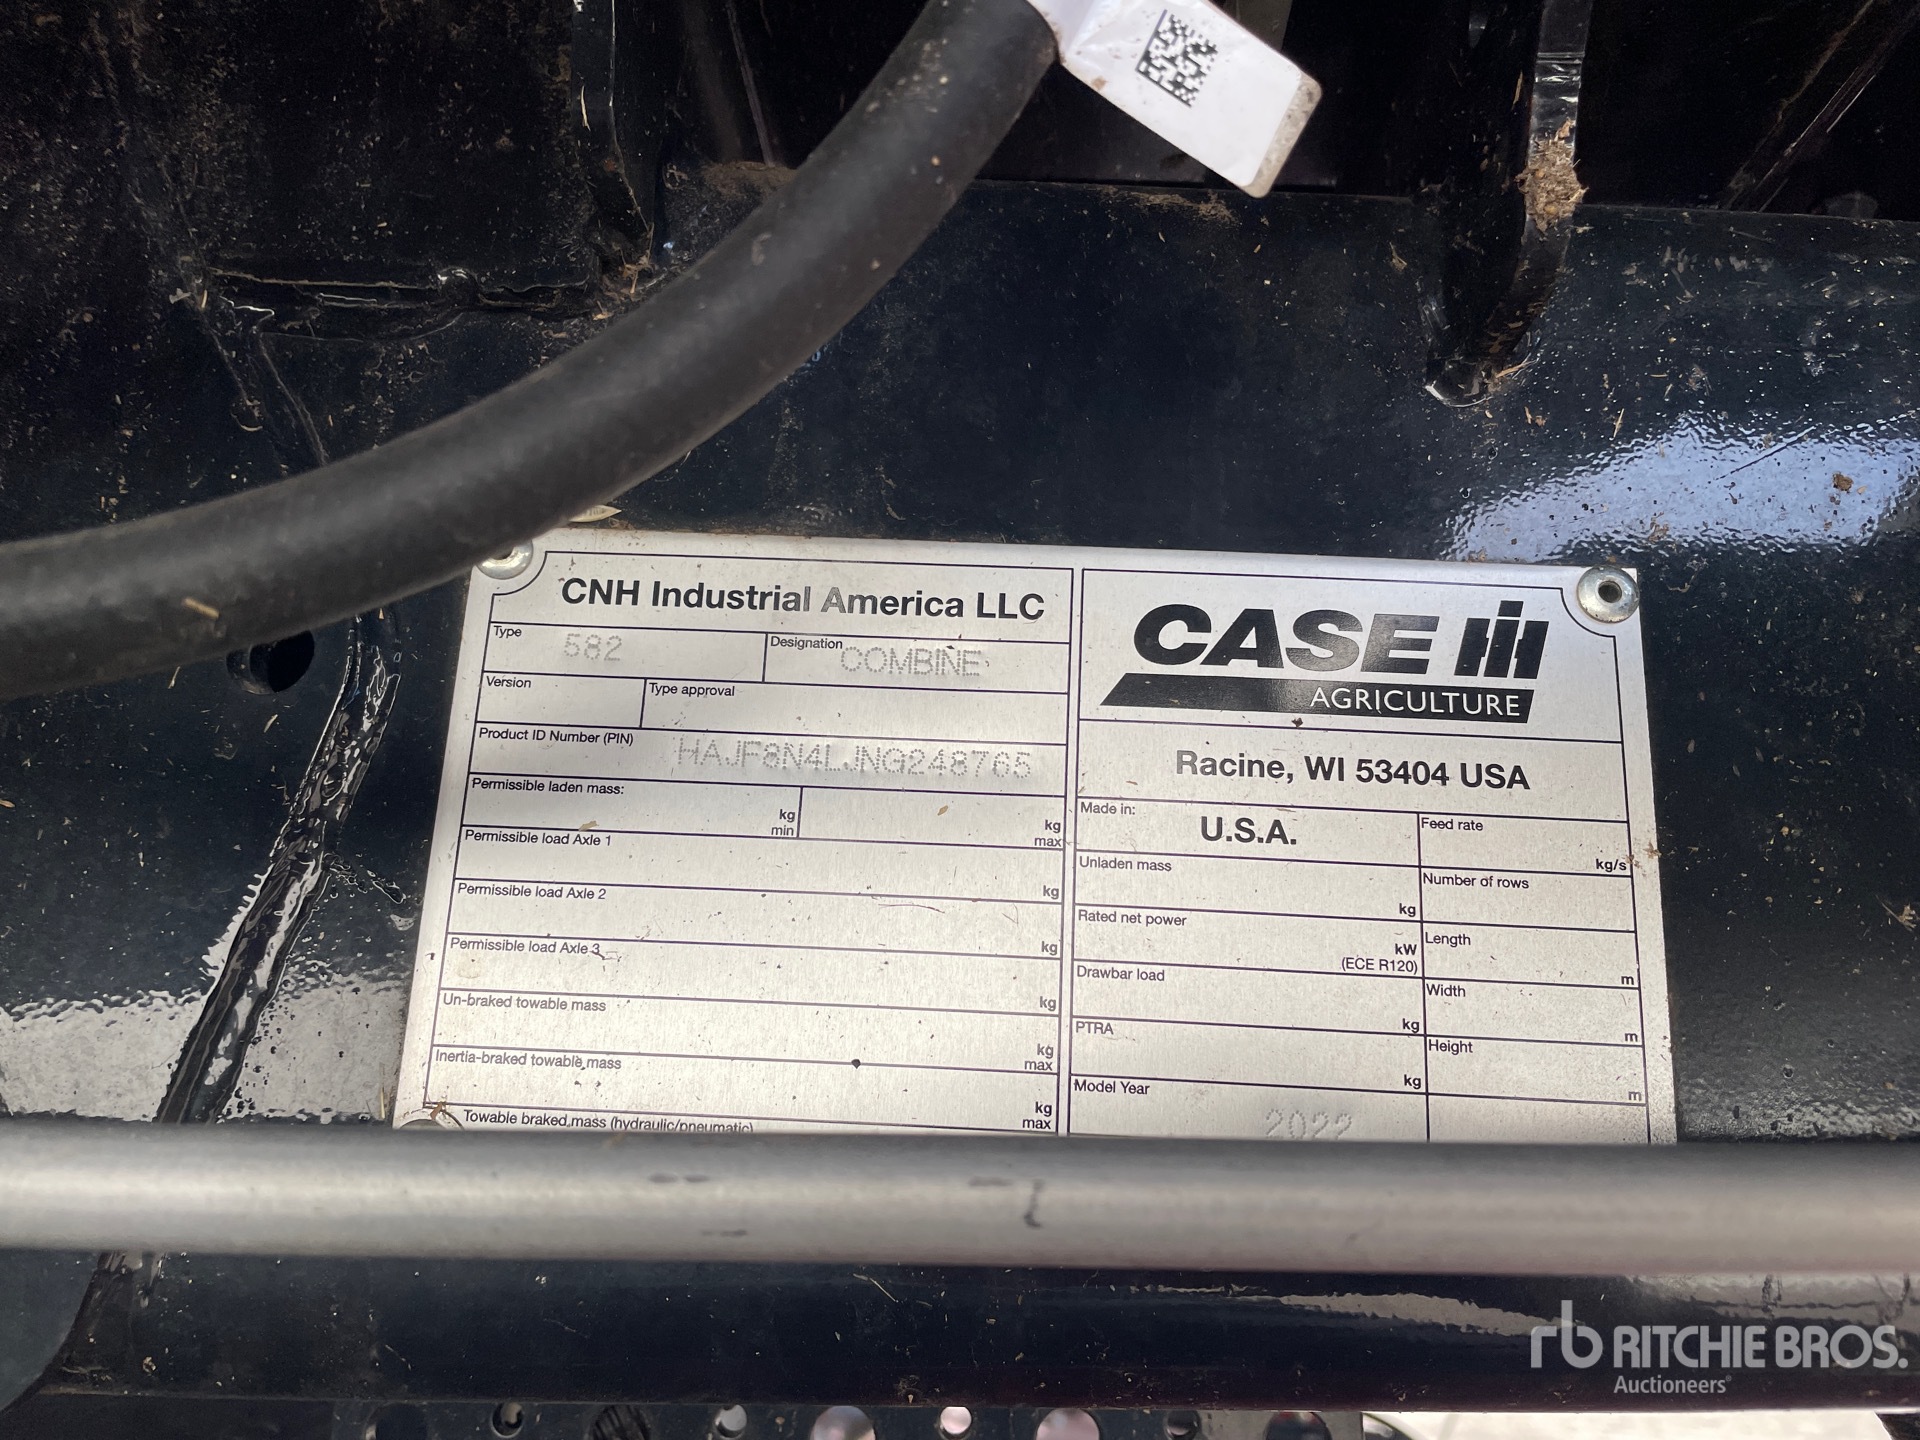 CNH Industrial America LLC
Type 582
Designation COMBINE
Version
Type approval
Product ID Number (PIN) HAJF8N4LJNG248765
Permissible laden mass:
kg min
kg max
Permissible load Axle 1
kg
Permissible load Axle 2
kg
Permissible load Axle 3
kg
Un-braked towable mass
kg max
Inertia-braked towable mass
kg max
Towable braked mass (hydraulic/pneumatic)
CASE IH
AGRICULTURE
Racine, WI 53404 USA
Made in: U.S.A.
Feed rate
kg/s
Unladen mass
kg
Number of rows
Rated net power
kW
(ECE R120)
Length
m
Drawbar load
kg
Width
m
PTRA
kg
Height
m
Model Year
2022
rb RITCHIE BROS.
Auctioneers